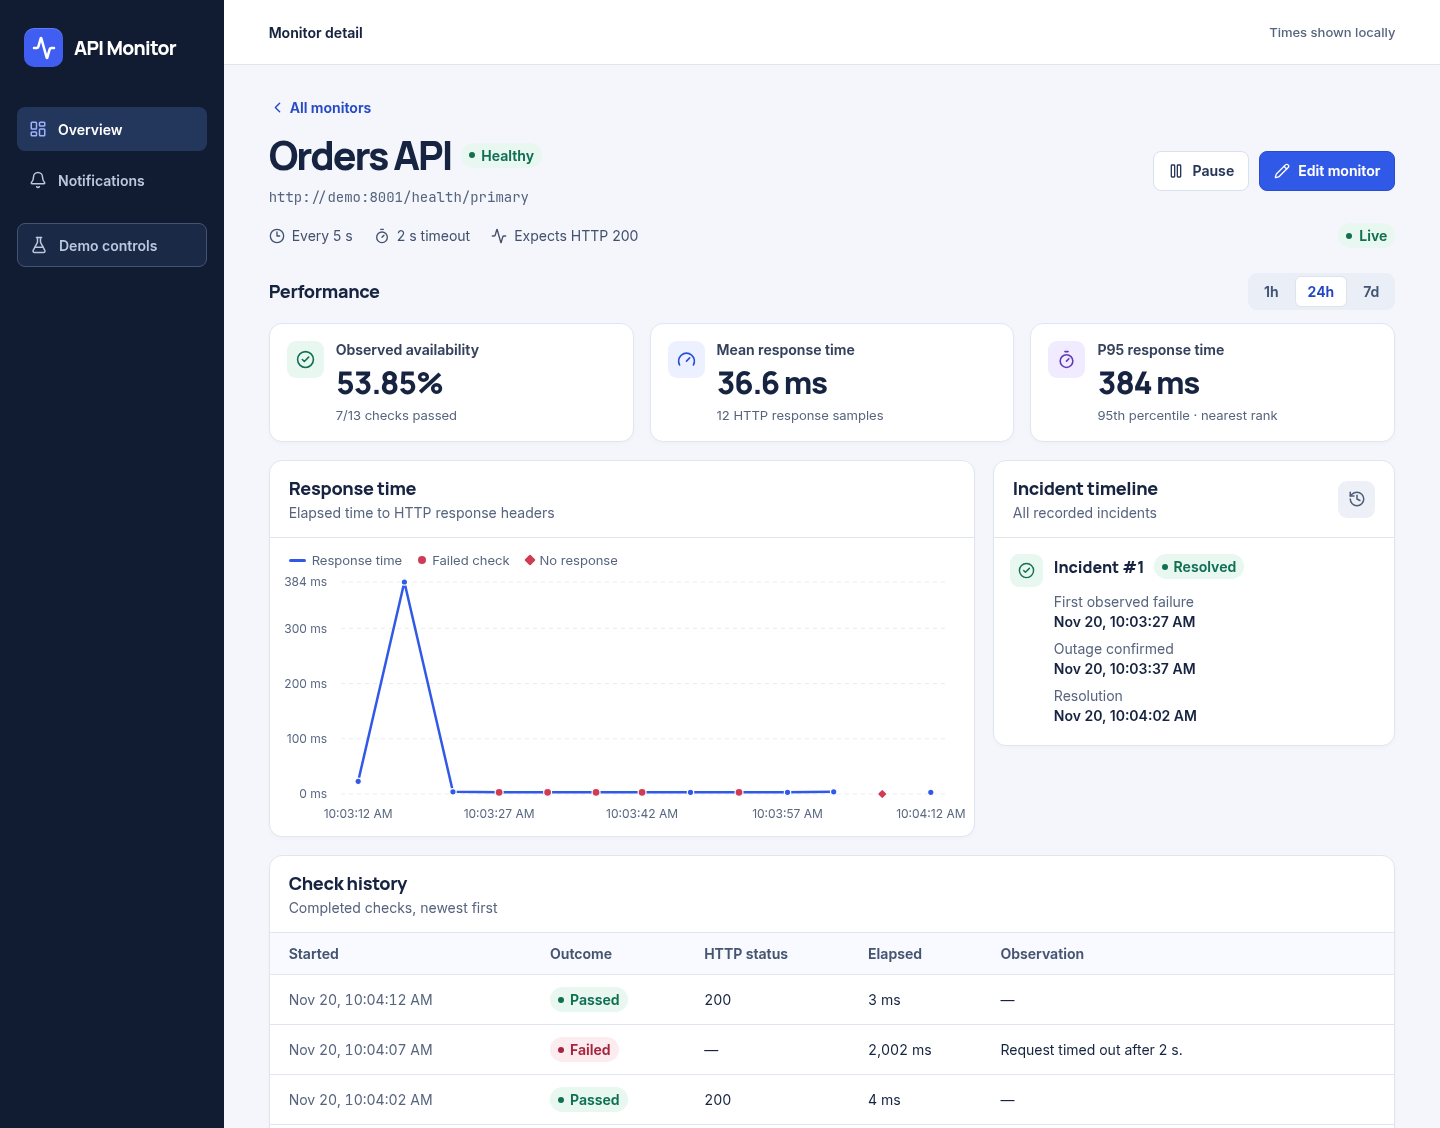 API Monitor
Overview
Notifications
Demo controls
Monitor detail
Times shown locally
All monitors
Orders API
Healthy
http://demo:8001/health/primary
Pause
Edit monitor
Every 5 s
2 s timeout
Expects HTTP 200
Live
Performance
1h
24h
7d
Observed availability
53.85%
7/13 checks passed
Mean response time
36.6 ms
12 HTTP response samples
P95 response time
384 ms
95th percentile · nearest rank
Response time
Elapsed time to HTTP response headers
Response time
Failed check
No response
384 ms
300 ms
200 ms
100 ms
0 ms
10:03:12 AM
10:03:27 AM
10:03:42 AM
10:03:57 AM
10:04:12 AM
Incident timeline
All recorded incidents
Incident #1
Resolved
First observed failure
Nov 20, 10:03:27 AM
Outage confirmed
Nov 20, 10:03:37 AM
Resolution
Nov 20, 10:04:02 AM
Check history
Completed checks, newest first
Started Outcome HTTP status Elapsed Observation
Nov 20, 10:04:12 AM Passed 200 3 ms —
Nov 20, 10:04:07 AM Failed — 2,002 ms Request timed out after 2 s.
Nov 20, 10:04:02 AM Passed 200 4 ms —